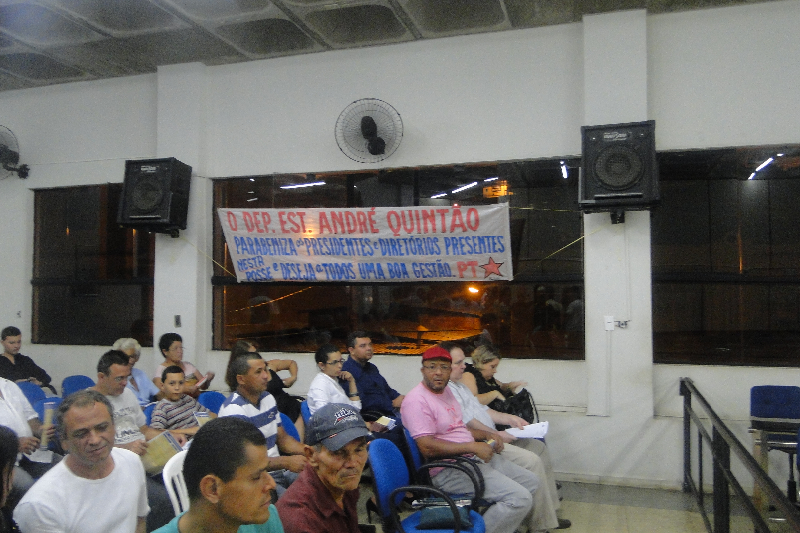 O DEP. EST. ANDRÉ QUINTÃO
PARABENIZA OS PRESIDENTES E DIRETÓRIOS PRESENTES
NESTA POSSE E DESEJA A TODOS UMA BOA GESTÃO. PT